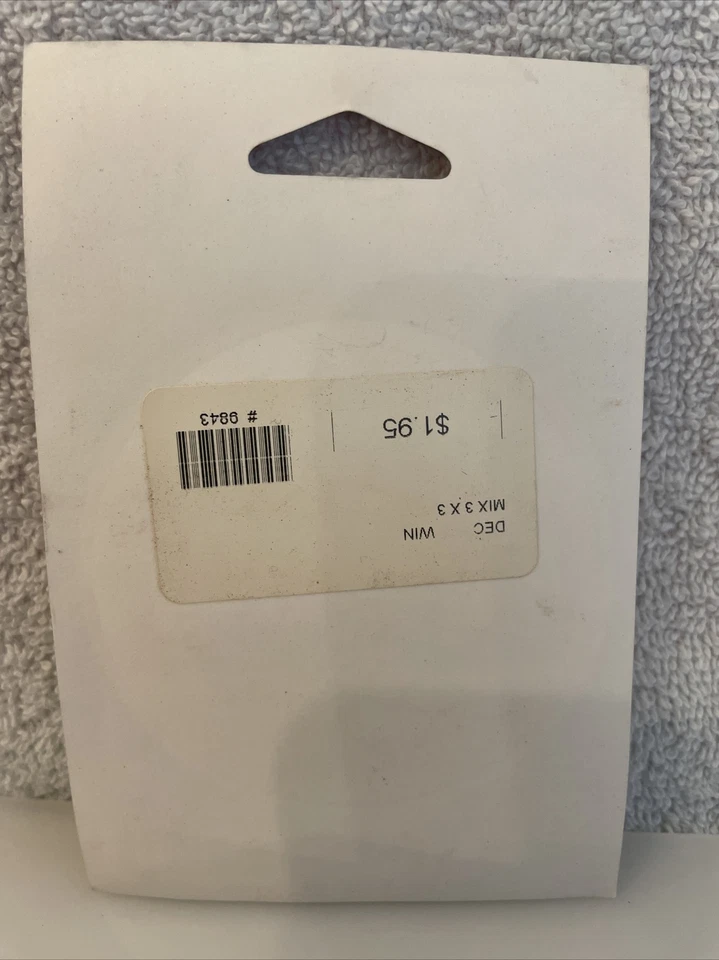 DEC WIN
MIX 3 X 3
$1.95
# 9843